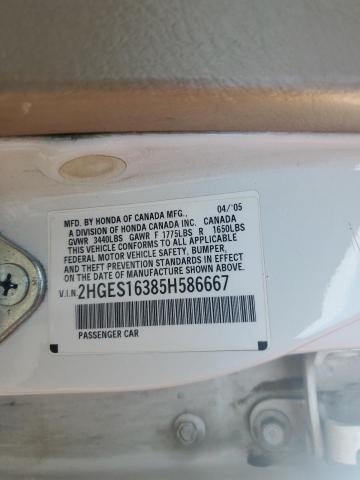 MFD. BY HONDA OF CANADA MFG., 04/'05
A DIVISION OF HONDA CANADA INC. CANADA
GVWR 3440LBS GAWR F 1775LBS R 1650LBS
THIS VEHICLE CONFORMS TO ALL APPLICABLE
FEDERAL MOTOR VEHICLE SAFETY, BUMPER,
AND THEFT PREVENTION STANDARDS IN EFFECT
ON THE DATE OF MANUFACTURE SHOWN ABOVE.
V.I.N. 2HGES16385H586667
PASSENGER CAR